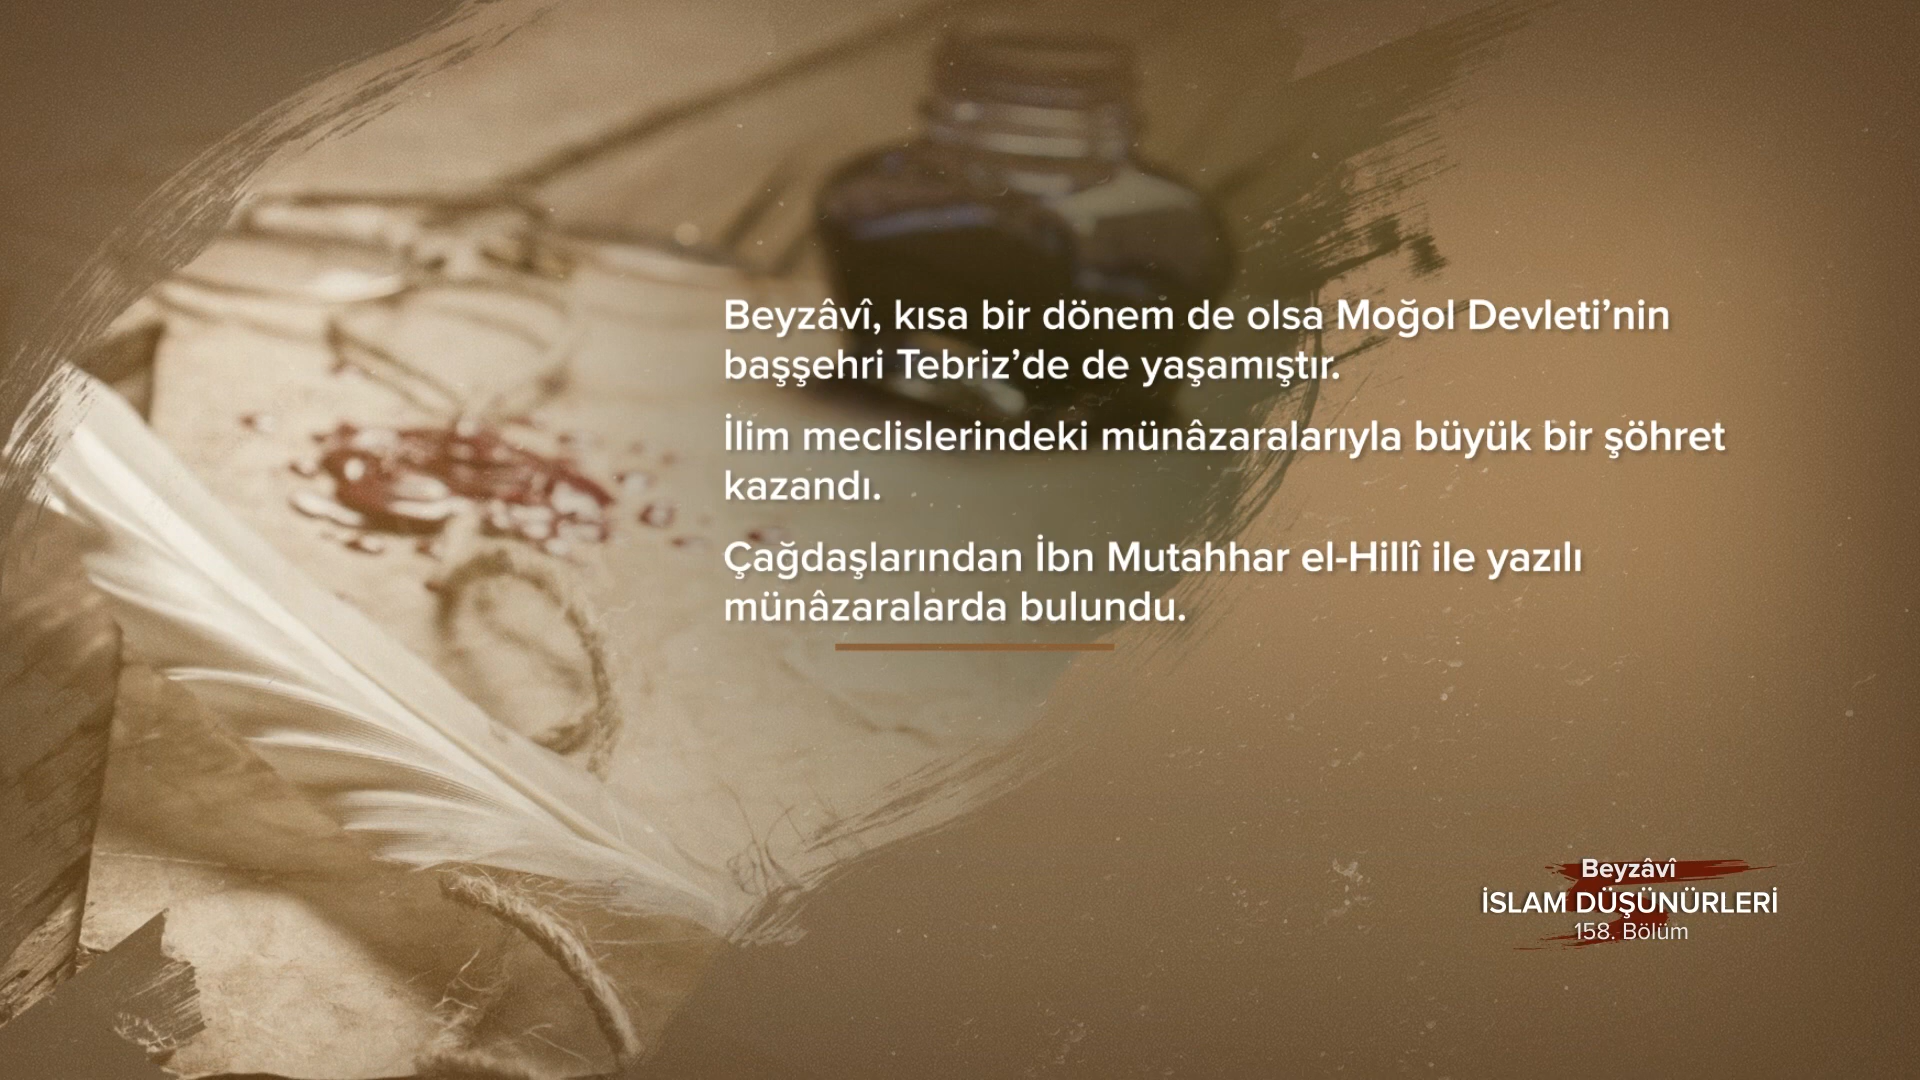 Beyzâvî, kısa bir dönem de olsa Moğol Devleti’nin
başşehri Tebriz’de de yaşamıştır.
İlim meclislerindeki münâzaralarıyla büyük bir şöhret
kazandı.
Çağdaşlarından İbn Mutahhar el-Hillî ile yazılı
münâzaralarda bulundu.
Beyzâvî
İSLAM DÜŞÜNÜRLERİ
158. Bölüm